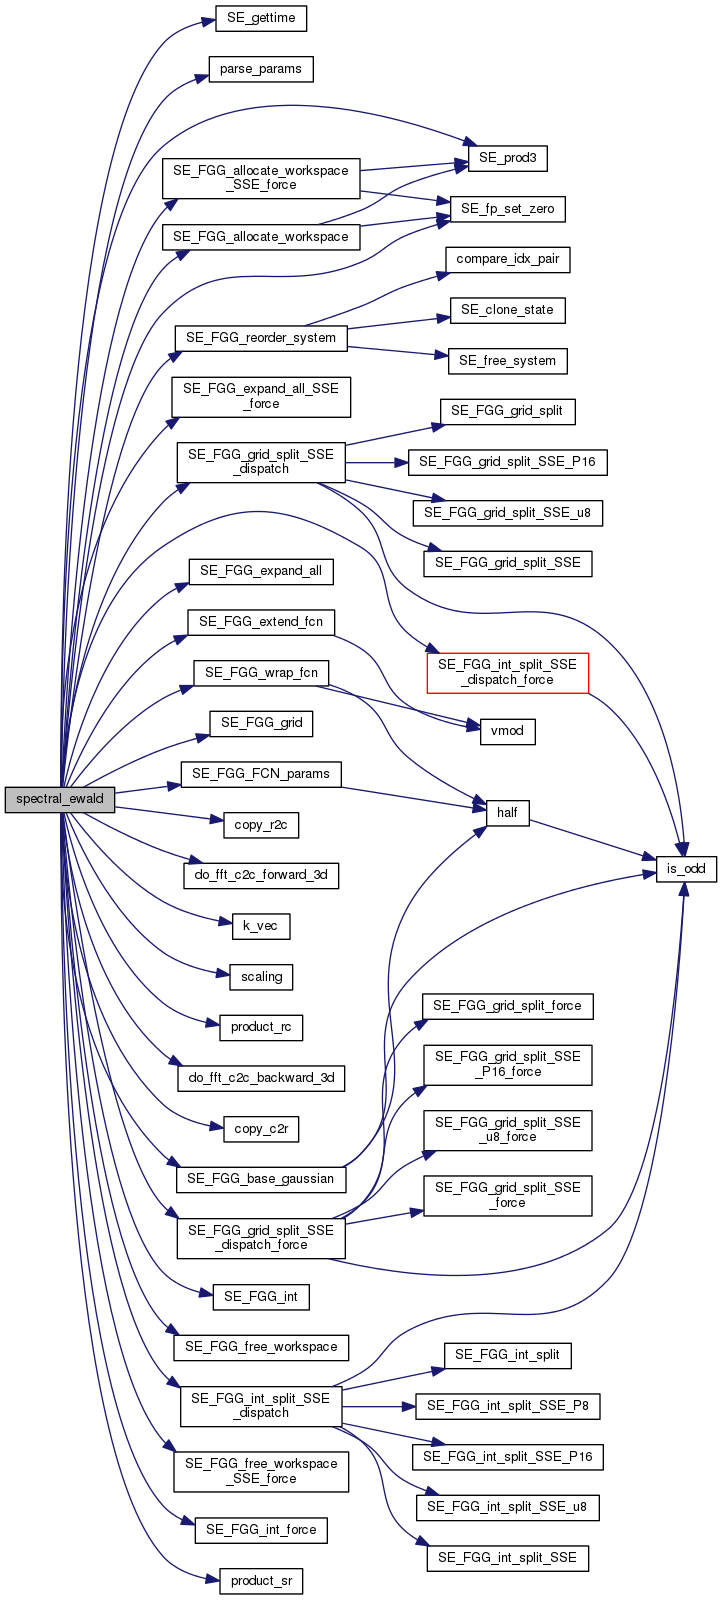 SE_gettime
parse_params
SE_prod3
SE_FGG_allocate_workspace
_SSE_force
SE_fp_set_zero
SE_FGG_allocate_workspace
compare_idx_pair
SE_clone_state
SE_FGG_reorder_system
SE_free_system
SE_FGG_expand_all_SSE
_force
SE_FGG_grid_split
SE_FGG_grid_split_SSE
_dispatch
SE_FGG_grid_split_SSE_P16
SE_FGG_grid_split_SSE_u8
SE_FGG_grid_split_SSE
SE_FGG_expand_all
SE_FGG_extend_fcn
SE_FGG_int_split_SSE
_dispatch_force
SE_FGG_wrap_fcn
SE_FGG_grid
vmod
SE_FGG_FCN_params
spectral_ewald
half
copy_r2c
do_fft_c2c_forward_3d
is_odd
k_vec
scaling
SE_FGG_grid_split_force
product_rc
SE_FGG_grid_split_SSE
_P16_force
do_fft_c2c_backward_3d
copy_c2r
SE_FGG_grid_split_SSE
_u8_force
SE_FGG_base_gaussian
SE_FGG_grid_split_SSE
_force
SE_FGG_grid_split_SSE
_dispatch_force
SE_FGG_int
SE_FGG_free_workspace
SE_FGG_int_split
SE_FGG_int_split_SSE
_dispatch
SE_FGG_int_split_SSE_P8
SE_FGG_int_split_SSE_P16
SE_FGG_free_workspace
_SSE_force
SE_FGG_int_split_SSE_u8
SE_FGG_int_force
SE_FGG_int_split_SSE
product_sr